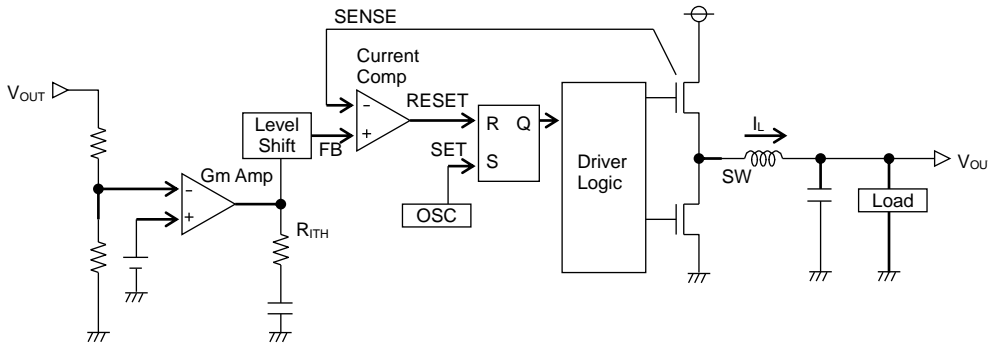 SENSE
Current
Comp
VOUT
RESET
Level
Shift
FB
R Q
S
SET
OSC
Gm Amp
RITH
Driver
Logic
IL
SW
VOU
Load